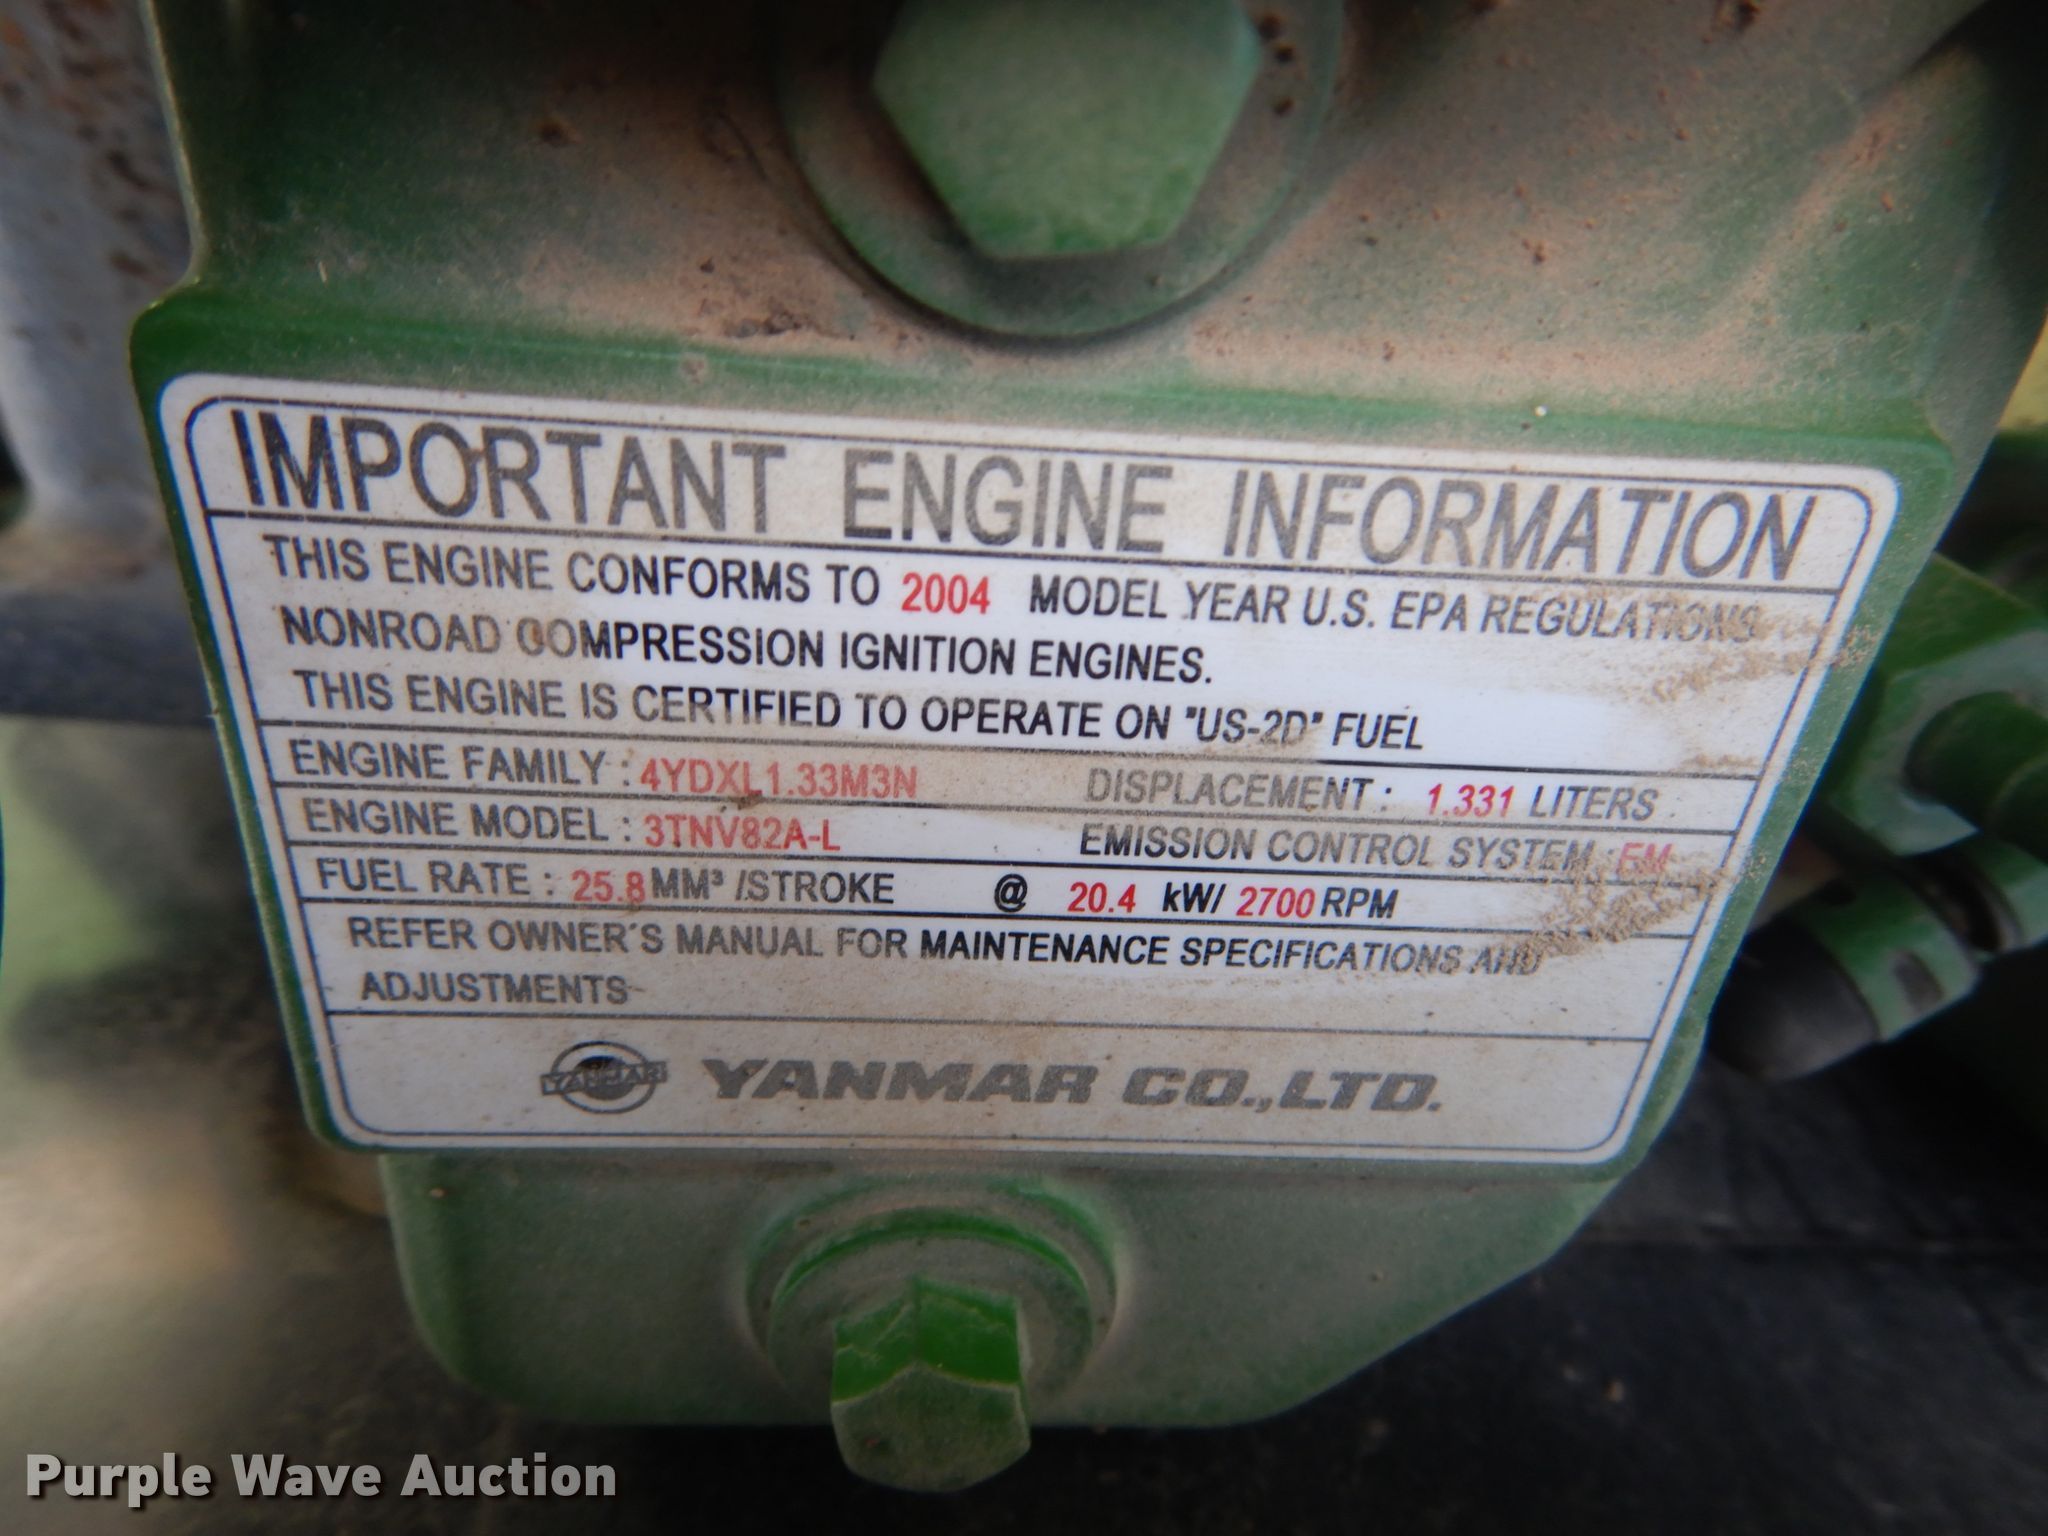 IMPORTANT ENGINE INFORMATION
THIS ENGINE CONFORMS TO 2004 MODEL YEAR U.S. EPA REGULATIONS
NONROAD COMPRESSION IGNITION ENGINES.
THIS ENGINE IS CERTIFIED TO OPERATE ON "US-2D" FUEL
ENGINE FAMILY : 4YDXL1.33M3N DISPLACEMENT : 1.331 LITERS
ENGINE MODEL : 3TNV82A-L EMISSION CONTROL SYSTEM : EM
FUEL RATE : 25.8 MM³ /STROKE @ 20.4 kW/ 2700 RPM
REFER OWNER'S MANUAL FOR MAINTENANCE SPECIFICATIONS AND
ADJUSTMENTS
YANMAR YANMAR CO.,LTD.
Purple Wave Auction